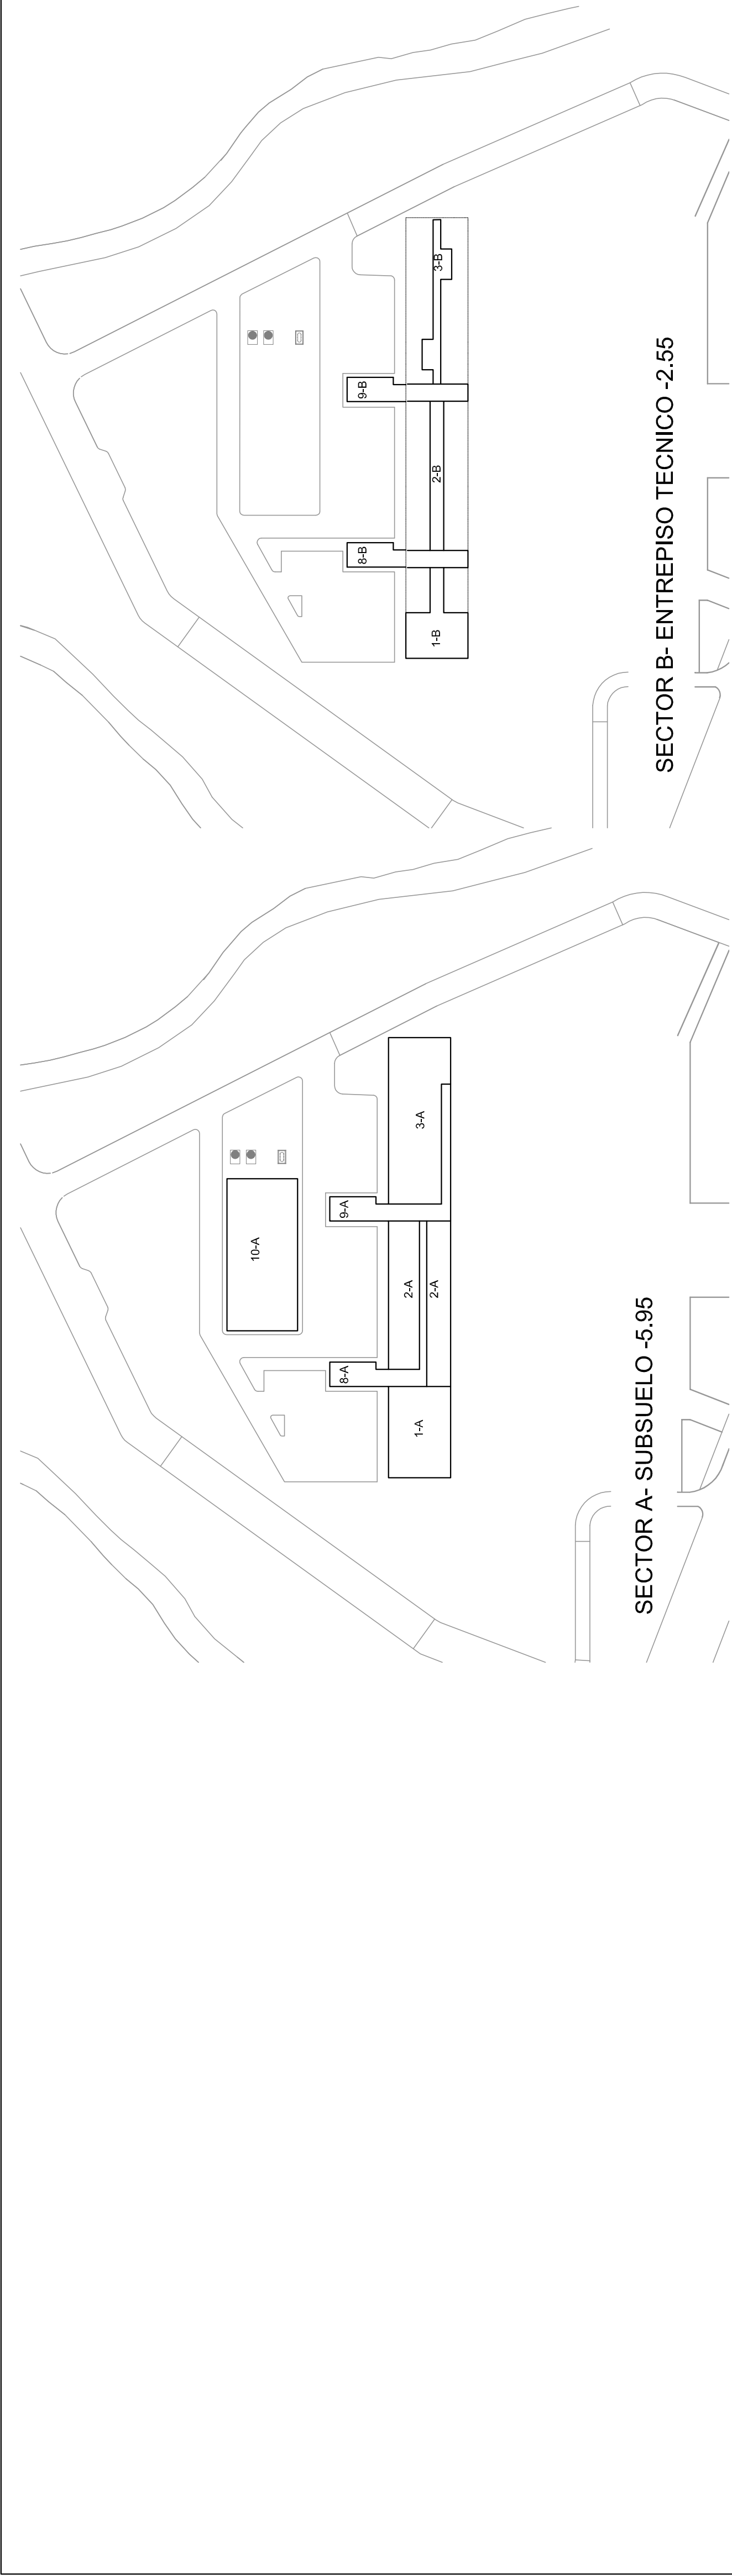 SECTOR A- SUBSUELO -5.95
1-A
2-A
2-A
3-A
8-A
9-A
10-A
SECTOR B- ENTREPISO TECNICO -2.55
1-B
2-B
3-B
8-B
9-B